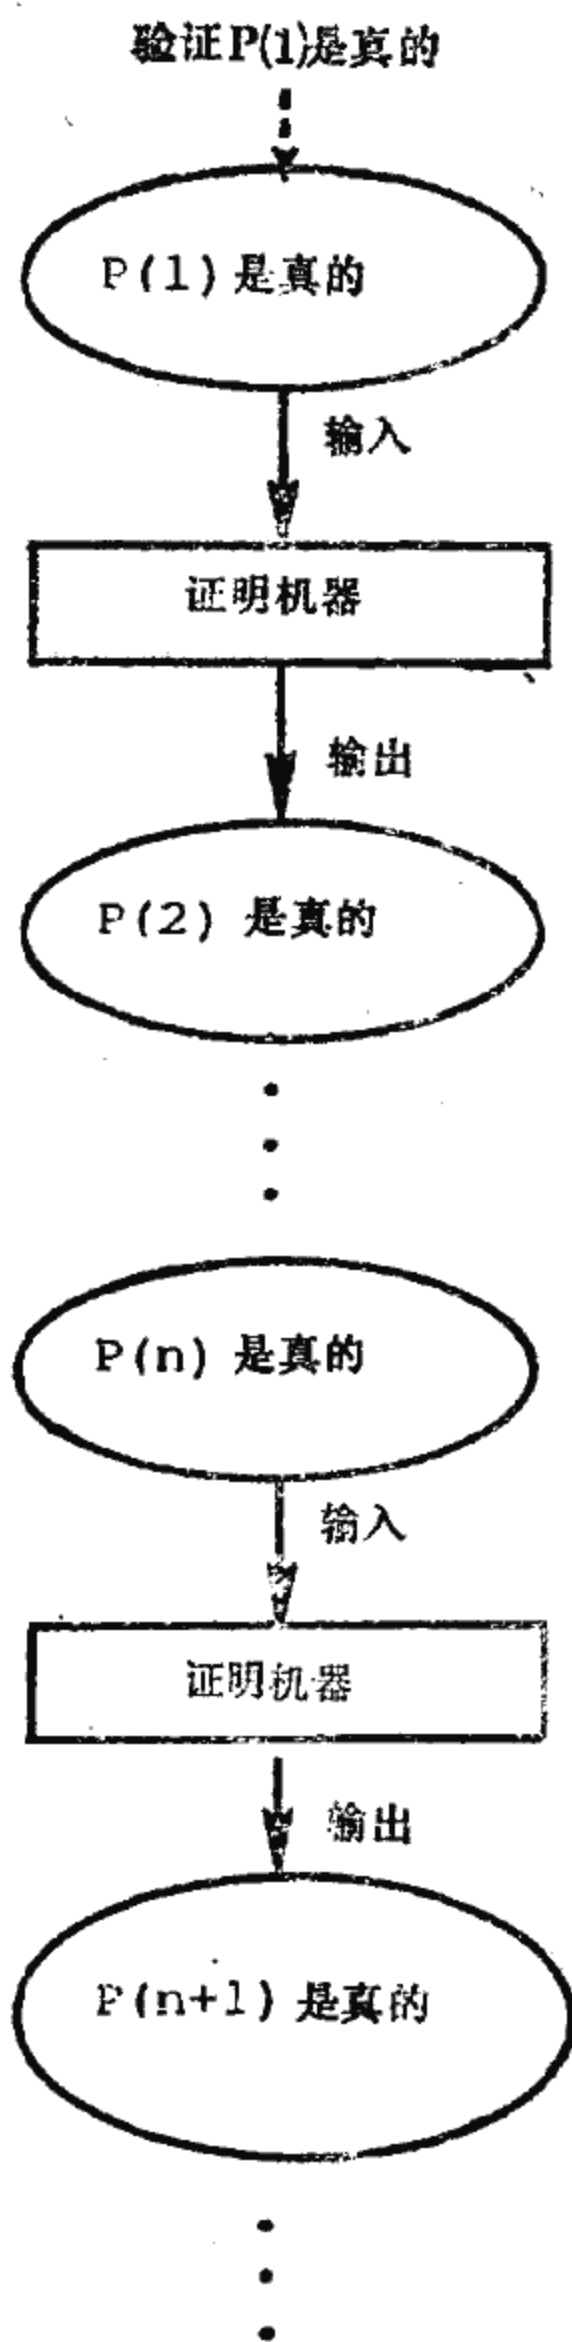 验证P(1)是真的
P(1)是真的
输入
证明机器
输出
P(2) 是真的
P(n) 是真的
输入
证明机器
输出
P(n+1) 是真的